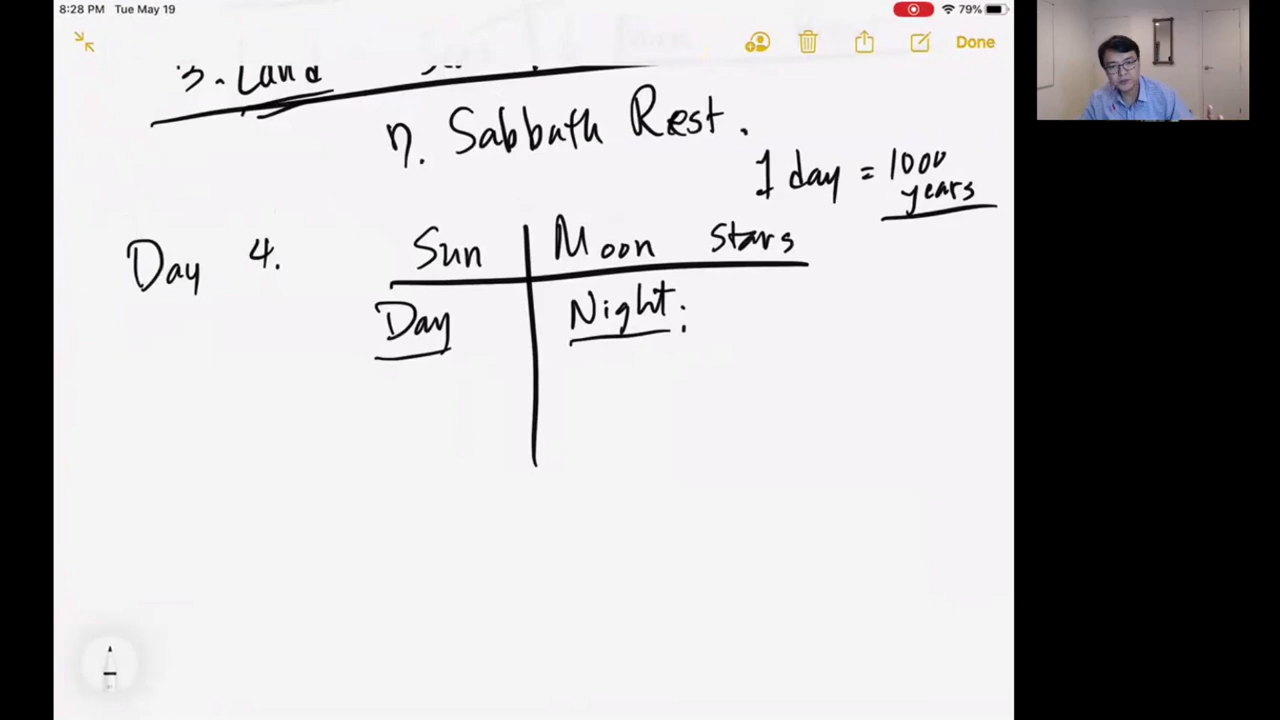 8:28 PM Tue May 19
79%
Done
3. Land
7. Sabbath Rest.
1 day = 1000
years
Day 4. Sun Moon Stars
Day Night: